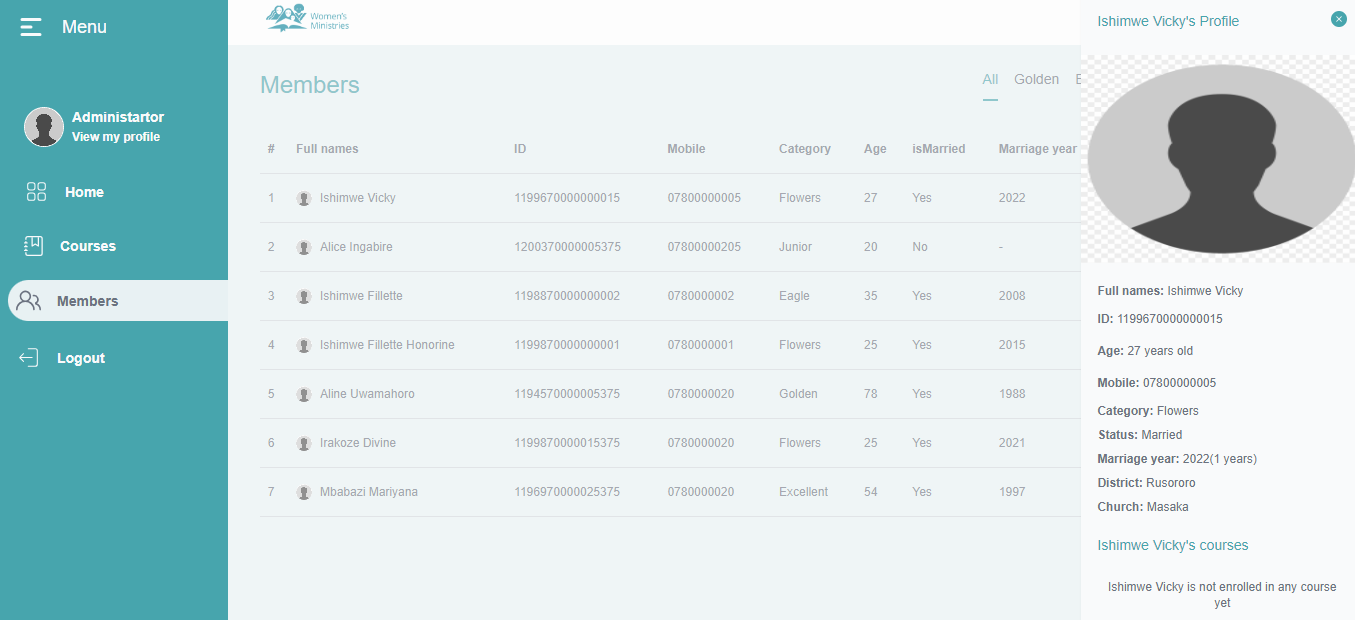 Menu
Administartor
View my profile
Home
Courses
Members
Logout
Women's
Ministries
Members
All Golden
# Full names ID Mobile Category Age isMarried Marriage year
1 Ishimwe Vicky 1199670000000015 07800000005 Flowers 27 Yes 2022
2 Alice Ingabire 1200370000005375 07800000205 Junior 20 No -
3 Ishimwe Fillette 1198870000000002 0780000002 Eagle 35 Yes 2008
4 Ishimwe Fillette Honorine 1199870000000001 0780000001 Flowers 25 Yes 2015
5 Aline Uwamahoro 1194570000005375 0780000020 Golden 78 Yes 1988
6 Irakoze Divine 1199870000015375 0780000020 Flowers 25 Yes 2021
7 Mbabazi Mariyana 1196970000025375 0780000020 Excellent 54 Yes 1997
Ishimwe Vicky's Profile
Full names: Ishimwe Vicky
ID: 1199670000000015
Age: 27 years old
Mobile: 07800000005
Category: Flowers
Status: Married
Marriage year: 2022(1 years)
District: Rusororo
Church: Masaka
Ishimwe Vicky's courses
Ishimwe Vicky is not enrolled in any course
yet